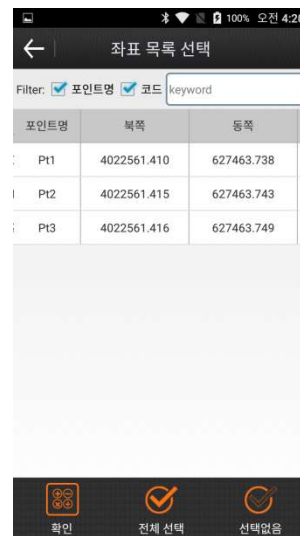 100% 오전 4:20
좌표 목록 선택
Filter: 포인트명 코드 keyword
포인트명 북쪽 동쪽
Pt1 4022561.410 627463.738
Pt2 4022561.415 627463.743
Pt3 4022561.416 627463.749
확인 전체 선택 선택없음